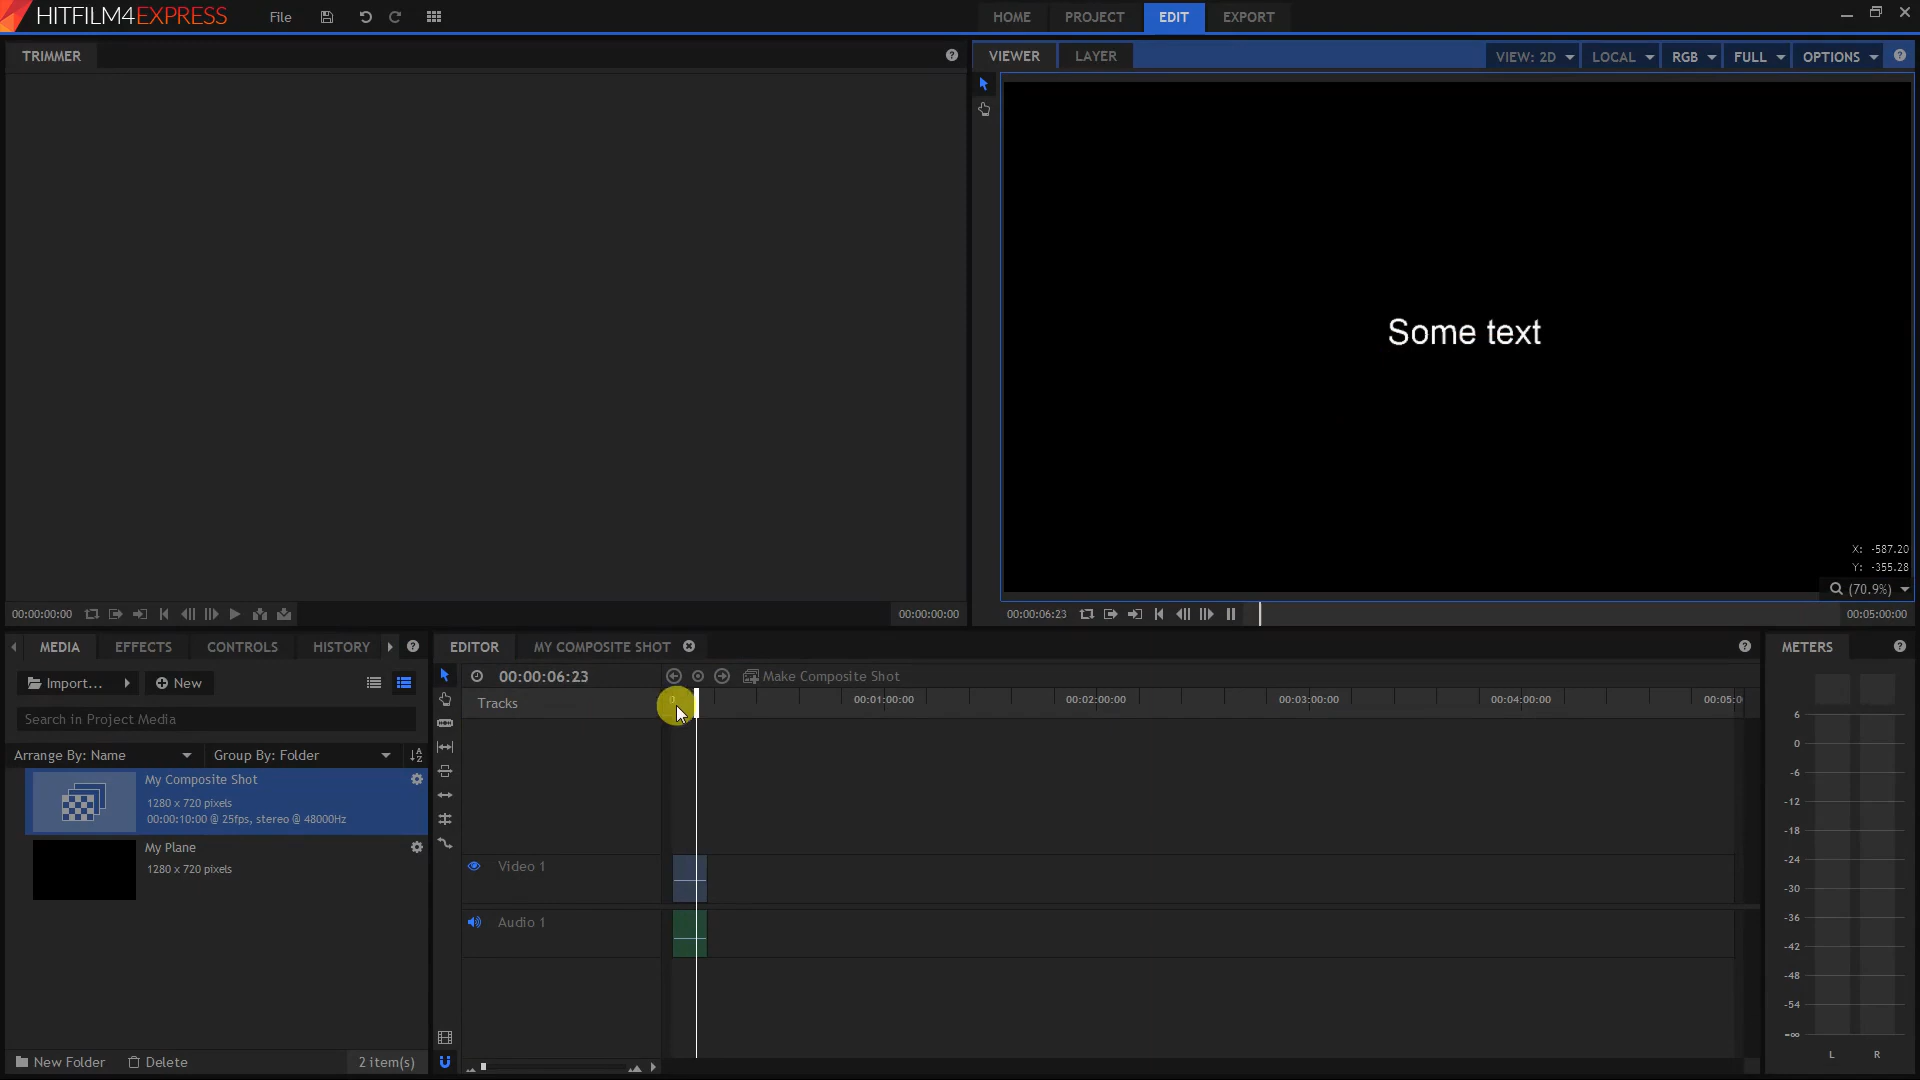 HITFILM4EXPRESS
File
HOME
PROJECT
EDIT
EXPORT
TRIMMER
VIEWER
LAYER
VIEW: 2D
LOCAL
RGB
FULL
OPTIONS
Some text
X: -587.20
Y: -355.28
(70.9%)
00:00:00:00
00:00:00:00
00:00:06:23
00:05:00:00
MEDIA
EFFECTS
CONTROLS
HISTORY
Import...
New
Search in Project Media
Arrange By: Name
Group By: Folder
My Composite Shot
1280 x 720 pixels
00:00:10:00 @ 25fps, stereo @ 48000Hz
My Plane
1280 x 720 pixels
New Folder
Delete
2 item(s)
EDITOR
MY COMPOSITE SHOT
00:00:06:23
Make Composite Shot
Tracks
0
00:01:00:00
00:02:00:00
00:03:00:00
00:04:00:00
00:05:0
Video 1
Audio 1
METERS
6
0
-6
-12
-18
-24
-30
-36
-42
-48
-54
-∞
L
R